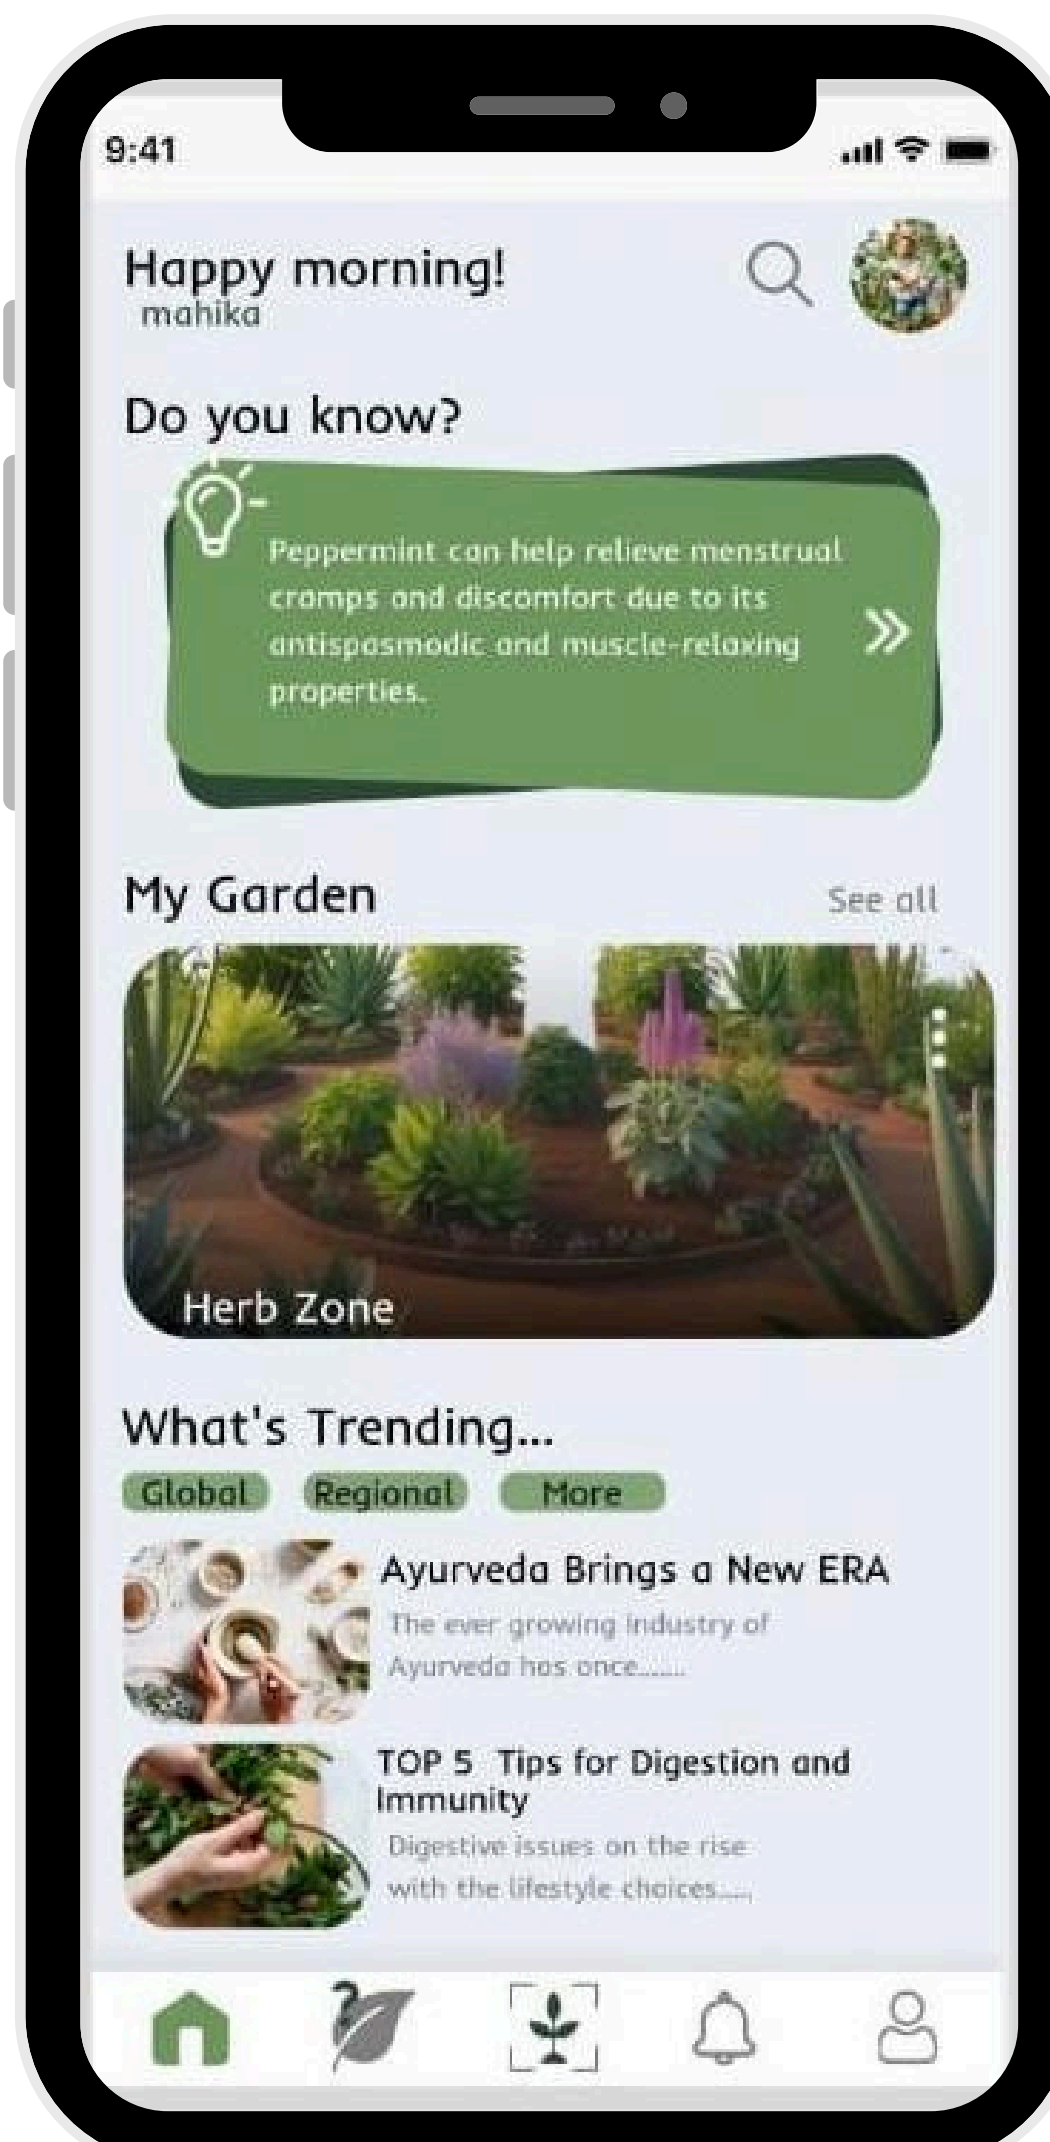 9:41
Happy morning!
mahika
Do you know?
Peppermint can help relieve menstrual
cramps and discomfort due to its
antispasmodic and muscle-relaxing
properties.
My Garden
See all
Herb Zone
What's Trending...
Global Regional More
Ayurveda Brings a New ERA
The ever growing industry of
Ayurveda has once.......
TOP 5 Tips for Digestion and
Immunity
Digestive issues on the rise
with the lifestyle choices.....
?